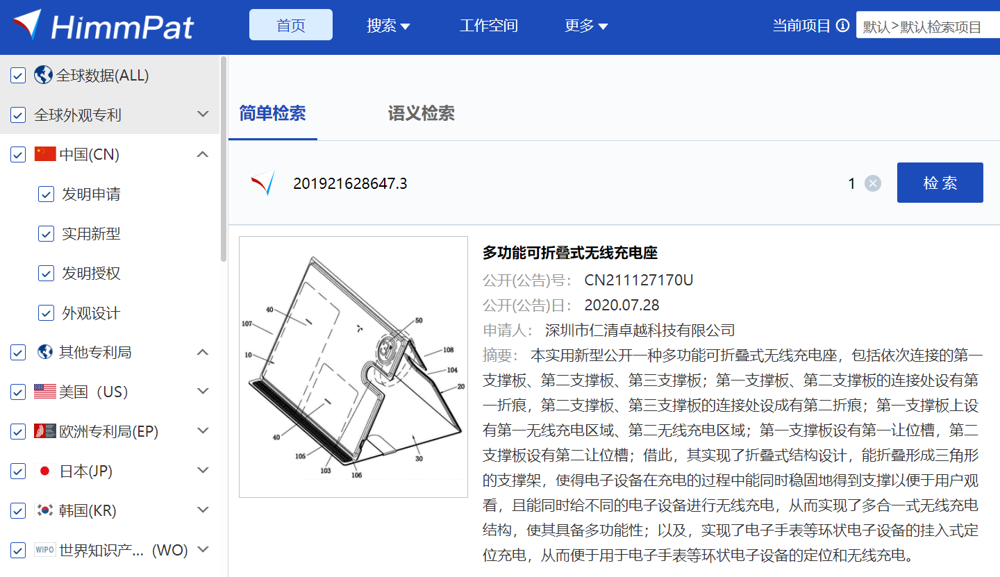 HimmPat 首页 搜索 工作空间 更多 当前项目 默认>默认检索项目
全球数据(ALL)
全球外观专利
中国(CN)
发明申请
实用新型
发明授权
外观设计
其他专利局
美国（US）
欧洲专利局(EP)
日本(JP)
韩国(KR)
WIPO 世界知识产...（WO）
简单检索 语义检索
201921628647.3 1 检 索
40
107
10
50
108
104
20
40
105
103
106
30
多功能可折叠式无线充电座
公开(公告)号： CN211127170U
公开(公告)日： 2020.07.28
申请人： 深圳市仁清卓越科技有限公司
摘要： 本实用新型公开一种多功能可折叠式无线充电座，包括依次连接的第一
支撑板、第二支撑板、第三支撑板；第一支撑板、第二支撑板的连接处设有第
一折痕，第二支撑板、第三支撑板的连接处设成有第二折痕；第一支撑板上设
有第一无线充电区域、第二无线充电区域；第一支撑板设有第一让位槽，第二
支撑板设有第二让位槽；借此，其实现了折叠式结构设计，能折叠形成三角形
的支撑架，使得电子设备在充电的过程中能同时稳固地得到支撑以便于用户观
看，且能同时给不同的电子设备进行无线充电，从而实现了多合一式无线充电
结构，使其具备多功能性；以及，实现了电子手表等环状电子设备的挂入式定
位充电，从而便于用于电子手表等环状电子设备的定位和无线充电。